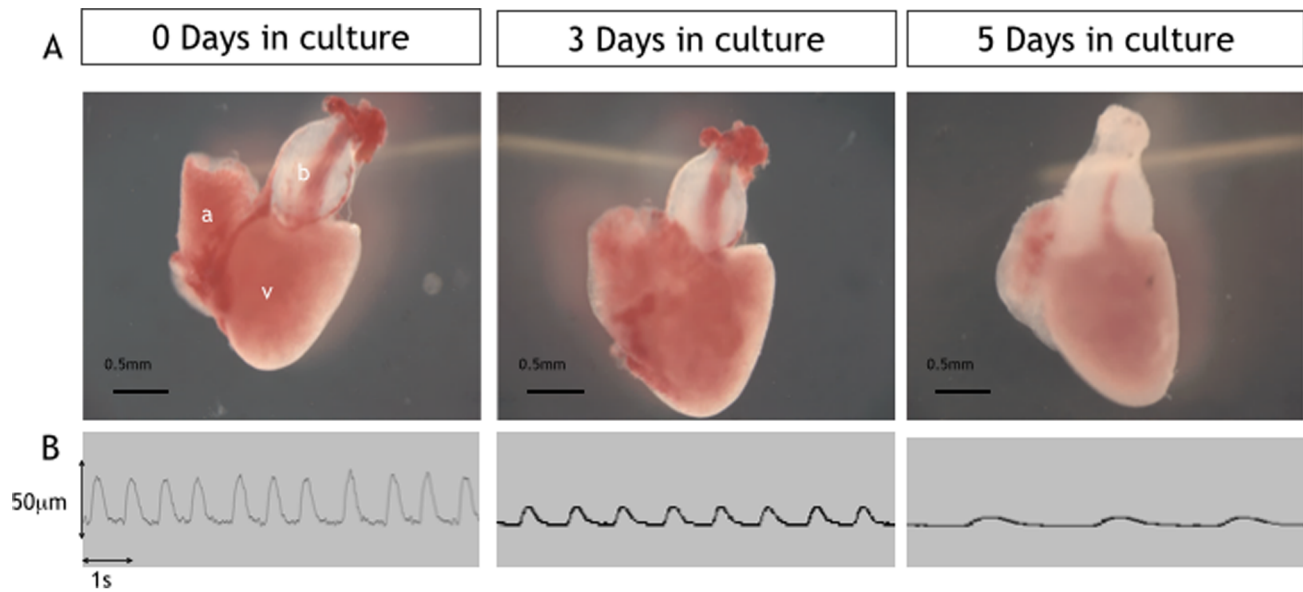 A
0 Days in culture
3 Days in culture
5 Days in culture
b
a
v
0.5mm
0.5mm
0.5mm
B
50µm
1s